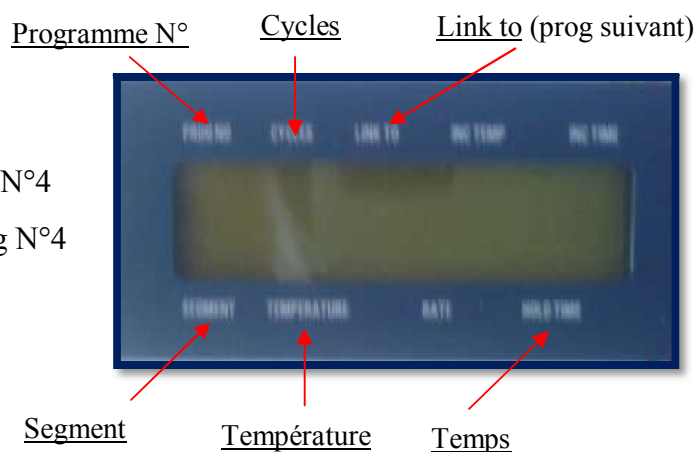 Programme N° Cycles Link to (prog suivant)
PROG NO CYCLES LINK TO INC TEMP INC TIME
N°4
g N°4
SEGMENT TEMPERATURE RATE HOLD TIME
Segment Température Temps